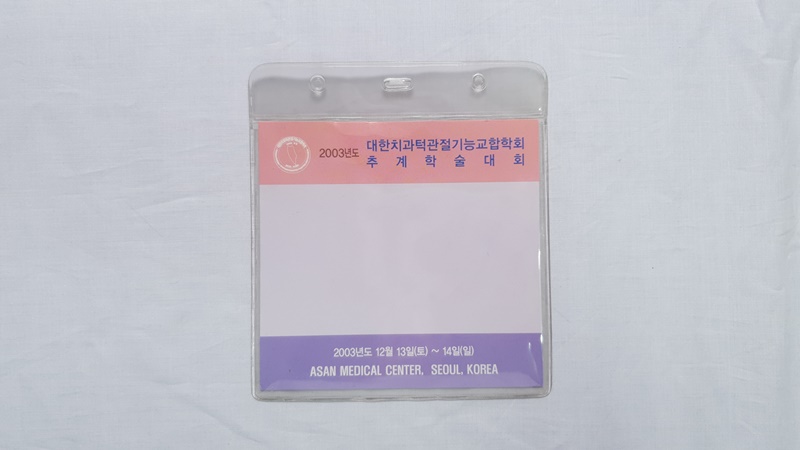 2003년도 대한치과턱관절기능교합학회
추계학술대회
2003년도 12월 13일(토) ~ 14일(일)
ASAN MEDICAL CENTER, SEOUL, KOREA